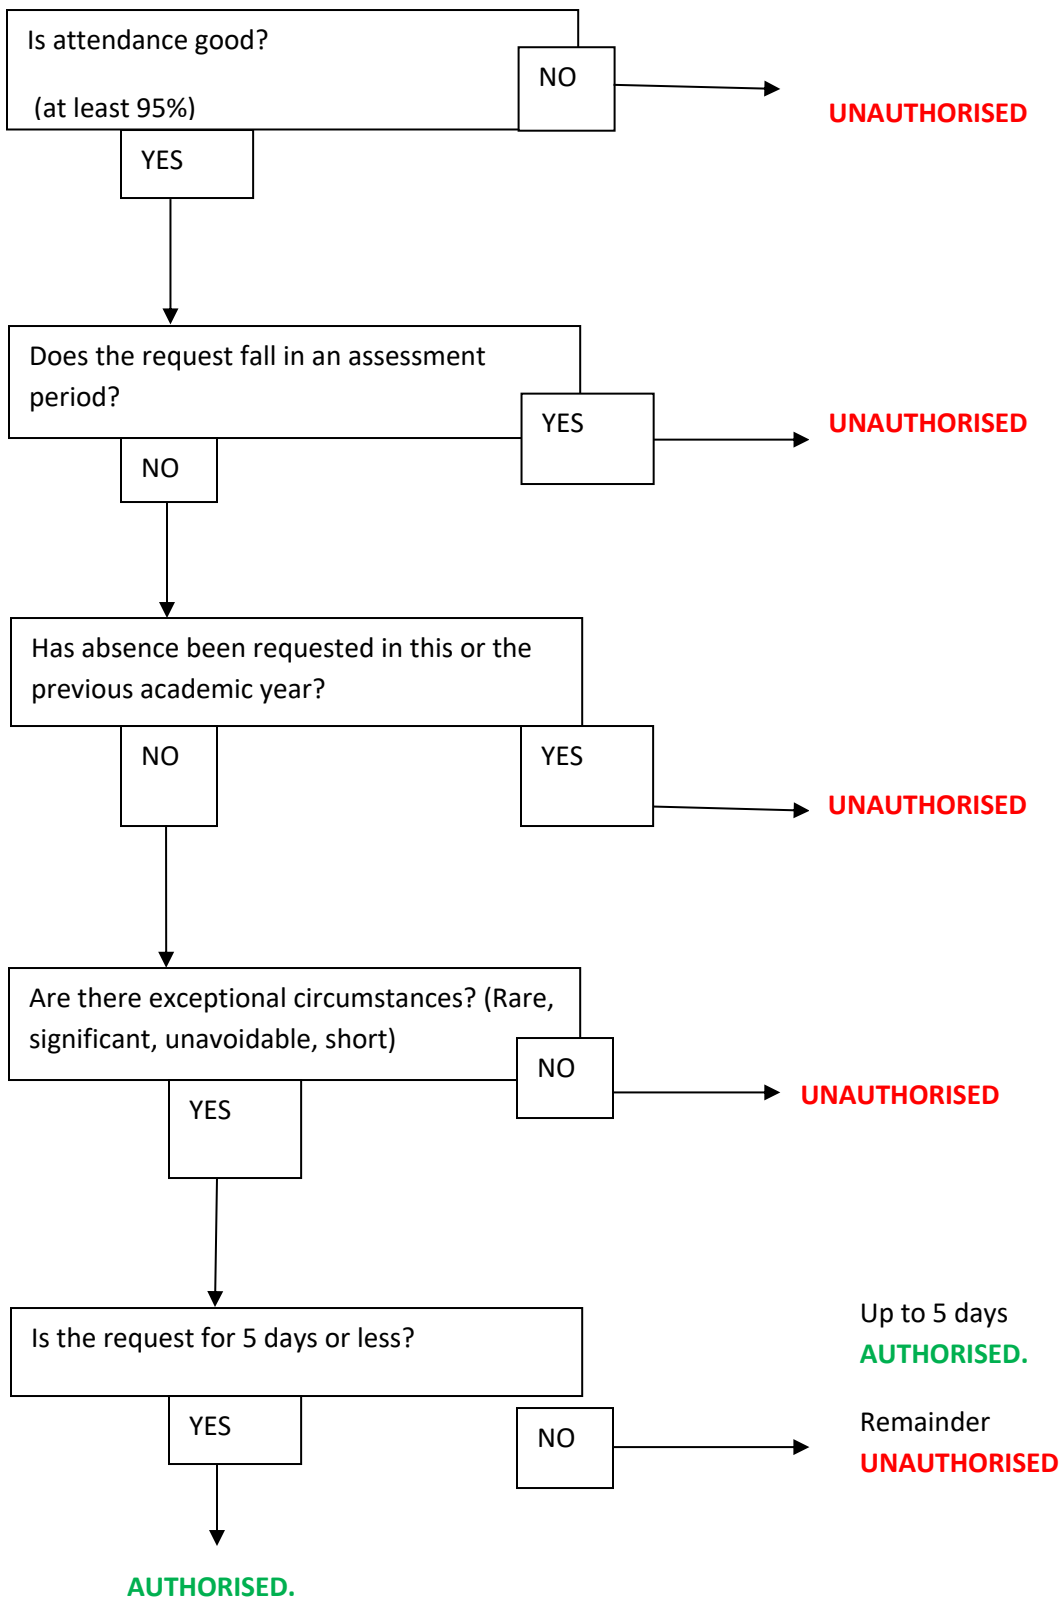 Is attendance good?
(at least 95%)
NO
UNAUTHORISED
YES
Does the request fall in an assessment
period?
YES
UNAUTHORISED
NO
Has absence been requested in this or the
previous academic year?
NO
YES
UNAUTHORISED
Are there exceptional circumstances? (Rare,
significant, unavoidable, short)
NO
UNAUTHORISED
YES
Is the request for 5 days or less?
Up to 5 days
AUTHORISED.
YES
NO
Remainder
UNAUTHORISED
AUTHORISED.